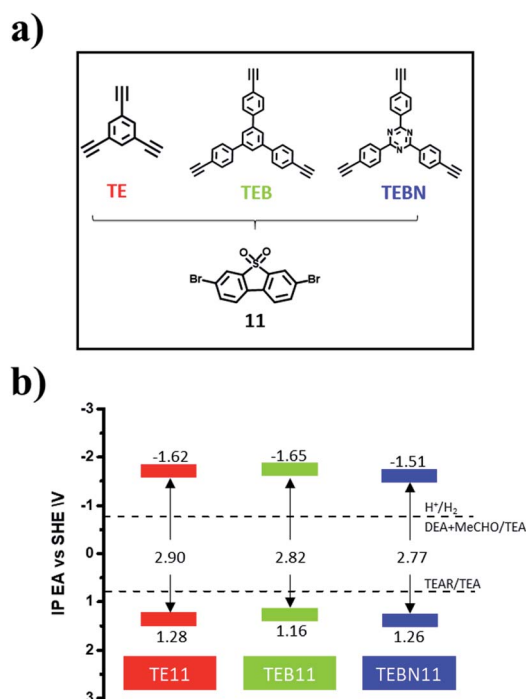 a)
TE TEB TEBN
N N
N
O O
S
Br Br
11
b)
IP EA vs SHE \V
-3
-2
-1
0
1
2
3
-1.62 -1.65 -1.51
H⁺/H₂
DEA+MeCHO/TEA
2.90 2.82 2.77
TEAR/TEA
1.28 1.16 1.26
TE11 TEB11 TEBN11